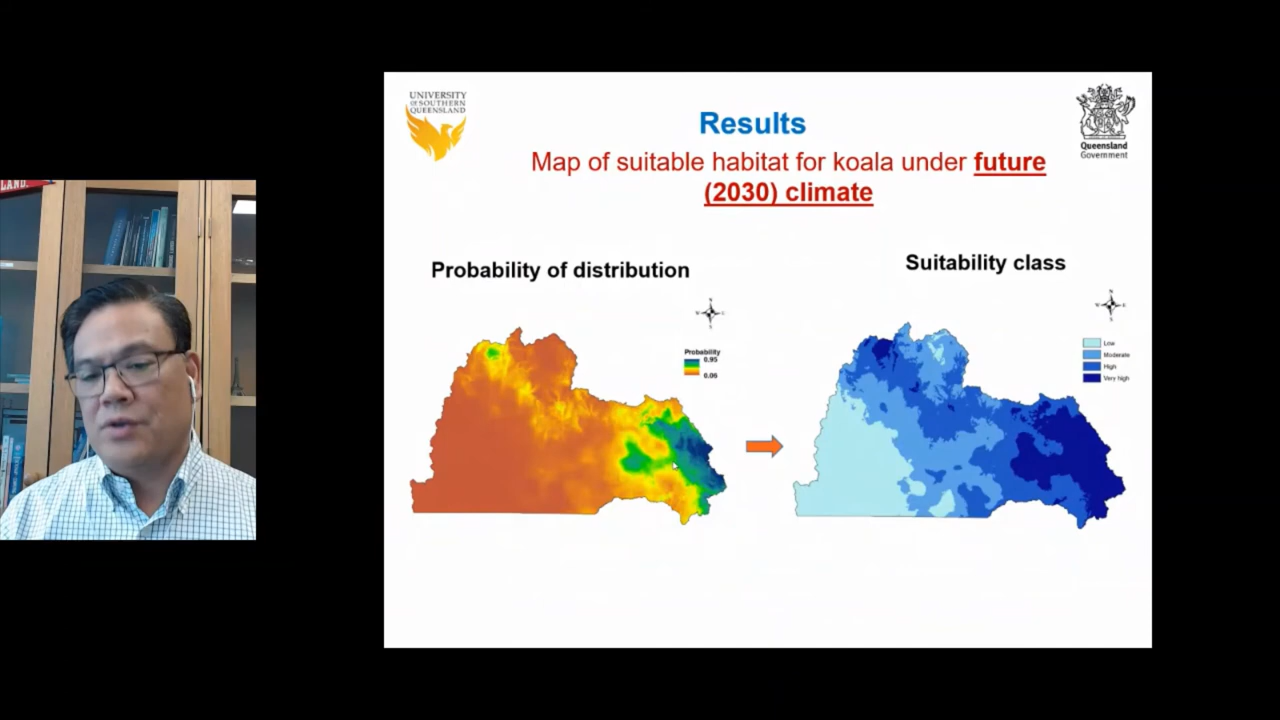 LAND.
UNIVERSITY
OF SOUTHERN
QUEENSLAND
Results
Map of suitable habitat for koala under future
(2030) climate
Queensland
Government
Probability of distribution
Suitability class
N
W E
S
Probability
0.95
0.06
N
W E
S
Low
Moderate
High
Very high